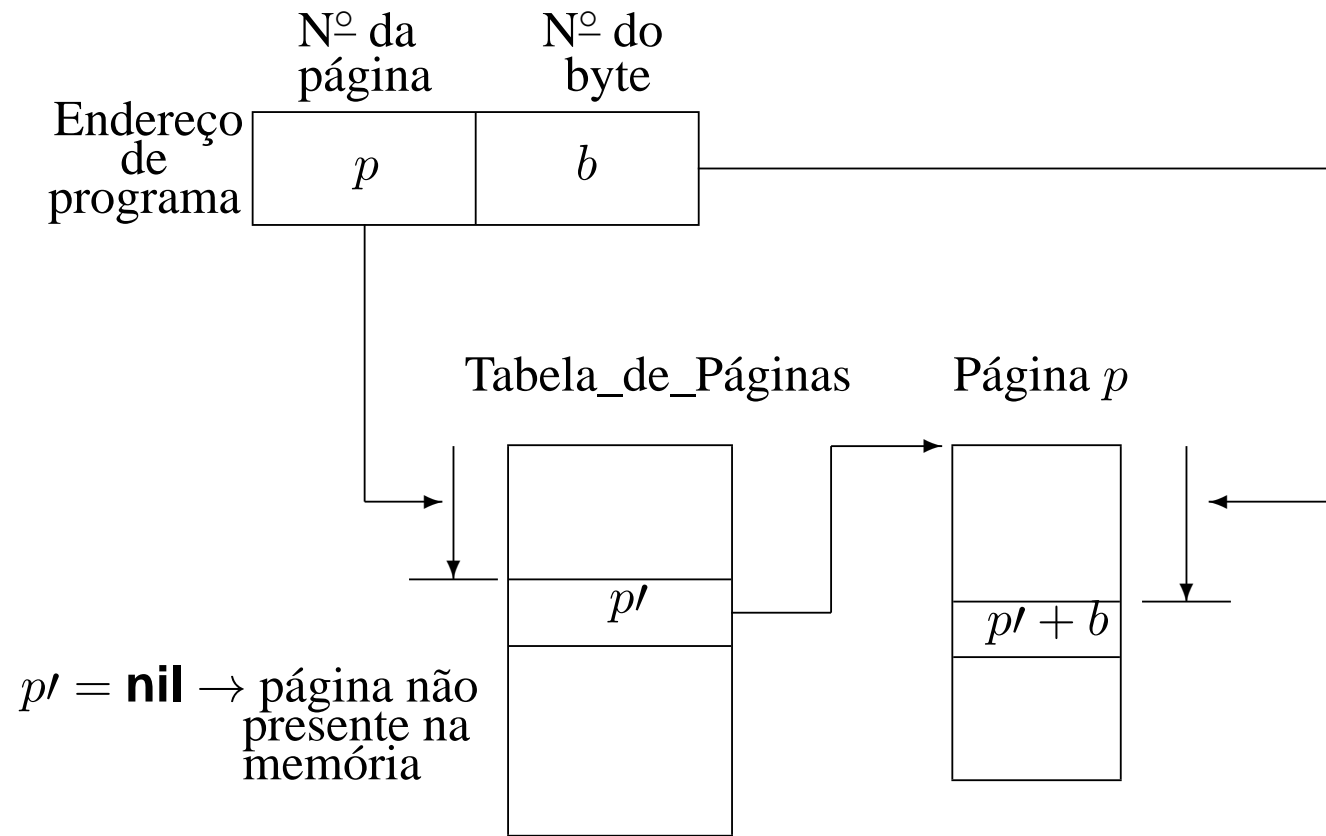 Nº da
página
Nº do
byte
Endereço
de
programa
p
b
Tabela_de_Páginas
Página p
p′
p′ + b
p′ = nil → página não
presente na
memória